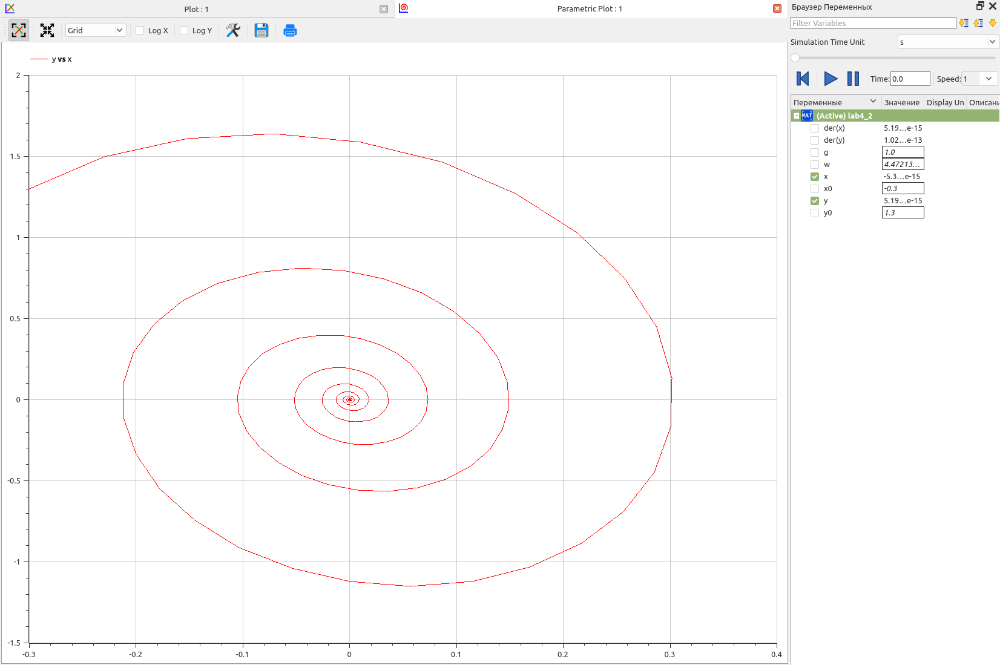 Plot : 1
Parametric Plot : 1
Браузер Переменных
Grid
Log X
Log Y
Filter Variables
Simulation Time Unit
s
Time:
0.0
Speed:
1
y vs x
2
1.5
1
0.5
0
-0.5
-1
-1.5
-0.3
-0.2
-0.1
0
0.1
0.2
0.3
0.4
Переменные Значение Display UnОписани
MAT (Active) lab4_2
der(x) 5.19...e-15
der(y) 1.02...e-13
g 1.0
w 4.47213...
x -5.3...e-15
x0 -0.3
y 5.19...e-15
y0 1.3